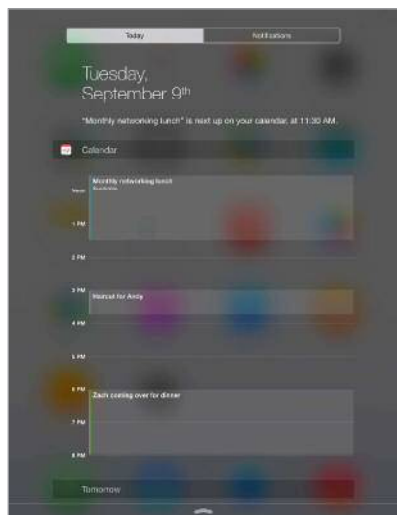 Today
Notifications
Tuesday,
September 9th
"Monthly networking lunch" is next up on your calendar, at 11:30 AM.
Calendar
Monthly networking lunch
Noon
1 PM
2 PM
3 PM
Haircut for Andy
4 PM
5 PM
6 PM
Zach coming over for dinner
7 PM
8 PM
Tomorrow